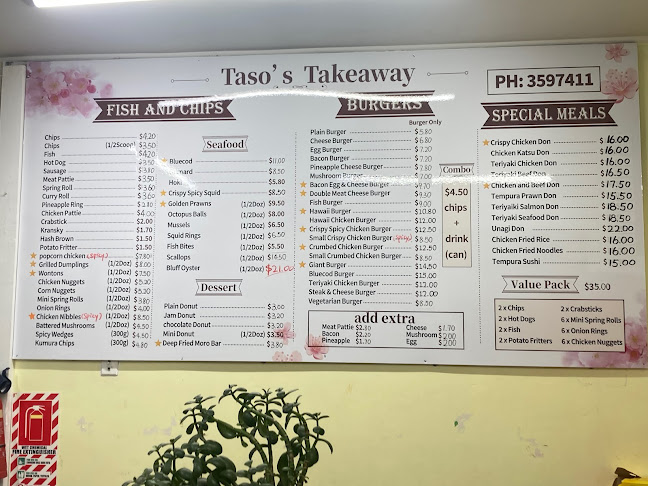 Taso's Takeaway
PH: 3597411
FISH AND CHIPS
Chips $4.20
Chips (1/2Scoop) $3.50
Fish $4.20
Hot Dog $3.50
Sausage $3.80
Meat Pattie $3.50
Spring Roll $3.60
Curry Roll $3.60
Pineapple Ring $2.80
Chicken Pattie $4.00
Crabstick $2.00
Kransky $1.70
Hash Brown $1.50
Potato Fritter $1.50
popcorn chicken (spicy) $7.80
Grilled Dumplings (1/2Doz) $8.00
Wontons (1/2Doz) $7.50
Chicken Nuggets (1/2Doz) $5.20
Corn Nuggets (1/2Doz) $5.20
Mini Spring Rolls (1/2Doz) $3.80
Onion Rings (1/2Doz) $4.00
Chicken Nibbles (spicy) (1/2Doz) $8.50
Battered Mushrooms (1/2Doz) $4.50
Spicy Wedges (300g) $4.50
Kumura Chips (300g) $4.80
Seafood
Bluecod $11.00
Gurnard $8.50
Hoki $5.80
Crispy Spicy Squid $8.50
Golden Prawns (1/2Doz) $9.50
Octopus Balls (1/2Doz) $8.00
Mussels (1/2Doz) $6.50
Squid Rings (1/2Doz) $6.50
Fish Bites (1/2Doz) $5.50
Scallops (1/2Doz) $16.50
Bluff Oyster (1/2Doz) $21.00
Dessert
Plain Donut $3.00
Jam Donut $3.20
chocolate Donut $3.20
Mini Donut (1/2Doz) $3.50
Deep Fried Moro Bar $3.80
BURGERS
Burger Only
Plain Burger $5.80
Cheese Burger $6.80
Egg Burger $7.20
Bacon Burger $7.20
Pineapple Cheese Burger $7.80
Mushroom Burger $7.00
Bacon Egg & Cheese Burger
Double Meat Cheese Burger
Fish Burger $9.00
Hawaii Burger $10.80
Hawaii Chicken Burger $12.00
Crispy Spicy Chicken Burger $12.50
Small Crispy Chicken Burger (spicy) $8.50
Crumbed Chicken Burger $12.50
Small Crumbed Chicken Burger $8.50
Giant Burger $14.50
Bluecod Burger $15.00
Teriyaki Chicken Burger $12.00
Steak & Cheese Burger $12.00
Vegetarian Burger $8.50
Combo
$4.50
chips
+
drink
(can)
add extra
Meat Pattie $2.80
Bacon $2.20
Pineapple $1.70
Cheese $1.70
Mushroom $2.00
Egg $2.00
SPECIAL MEALS
Crispy Chicken Don $16.00
Chicken Katsu Don $16.00
Teriyaki Chicken Don $16.00
Teriyaki Beef Don $16.50
Chicken and Beef Don $17.50
Tempura Prawn Don $15.50
Teriyaki Salmon Don $18.50
Teriyaki Seafood Don $18.50
Unagi Don $22.00
Chicken Fried Rice $16.00
Chicken Fried Noodles $16.00
Tempura Sushi $15.00
Value Pack $35.00
2 x Chips
2 x Hot Dogs
2 x Fish
2 x Potato Fritters
2 x Crabsticks
6 x Mini Spring Rolls
6 x Onion Rings
6 x Chicken Nuggets
WET CHEMICAL
FIRE EXTINGUISHER